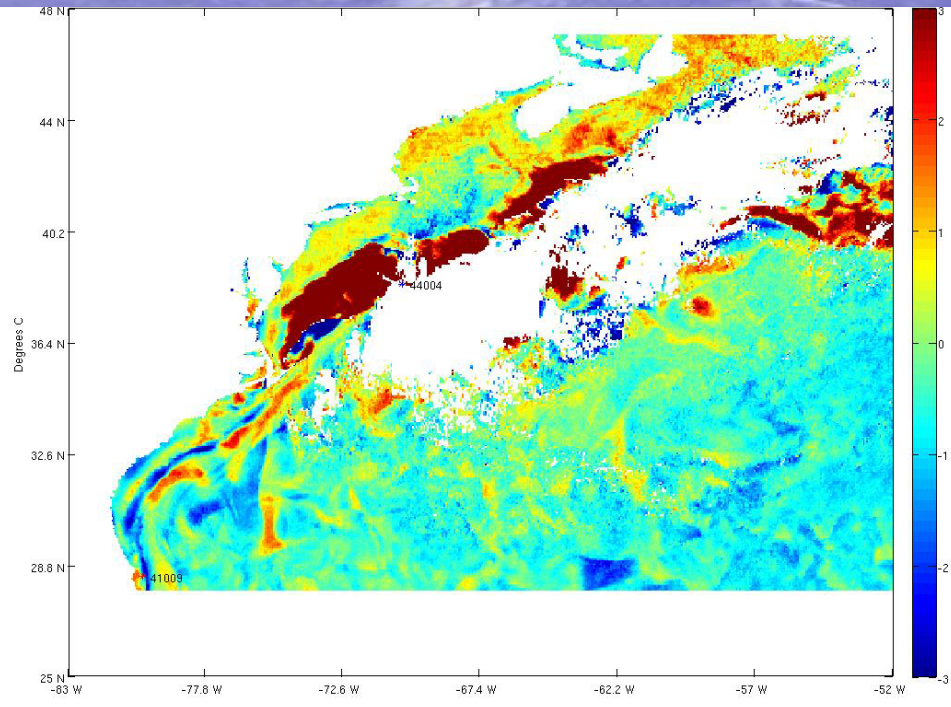 48 N
44 N
40.2 N
36.4 N
32.6 N
28.8 N
25 N
Degrees C
44004
41009
-83 W
-77.8 W
-72.6 W
-67.4 W
-62.2 W
-57 W
-52 W
3
2
1
0
-1
-2
-3